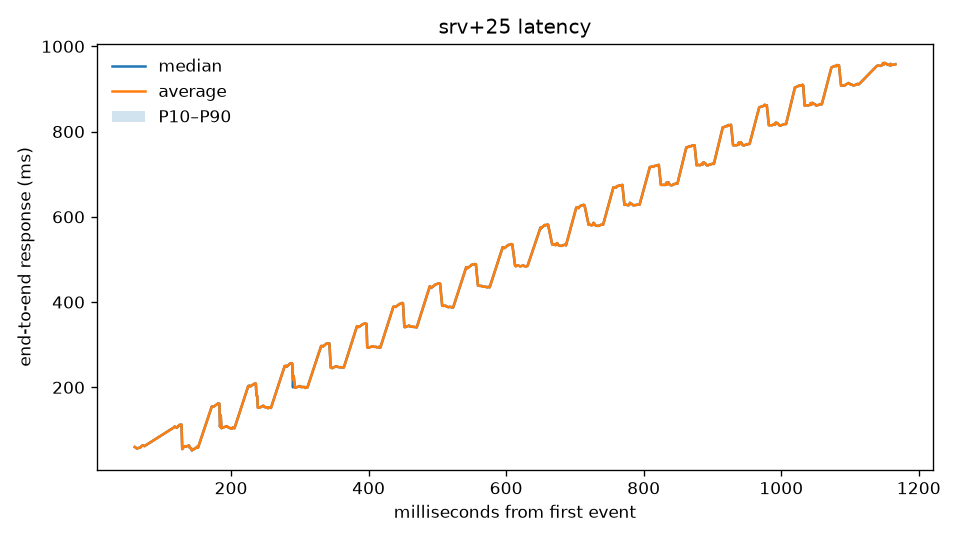 srv+25 latency
1000
800
600
400
200
end-to-end response (ms)
median
average
P10–P90
200
400
600
800
1000
1200
milliseconds from first event